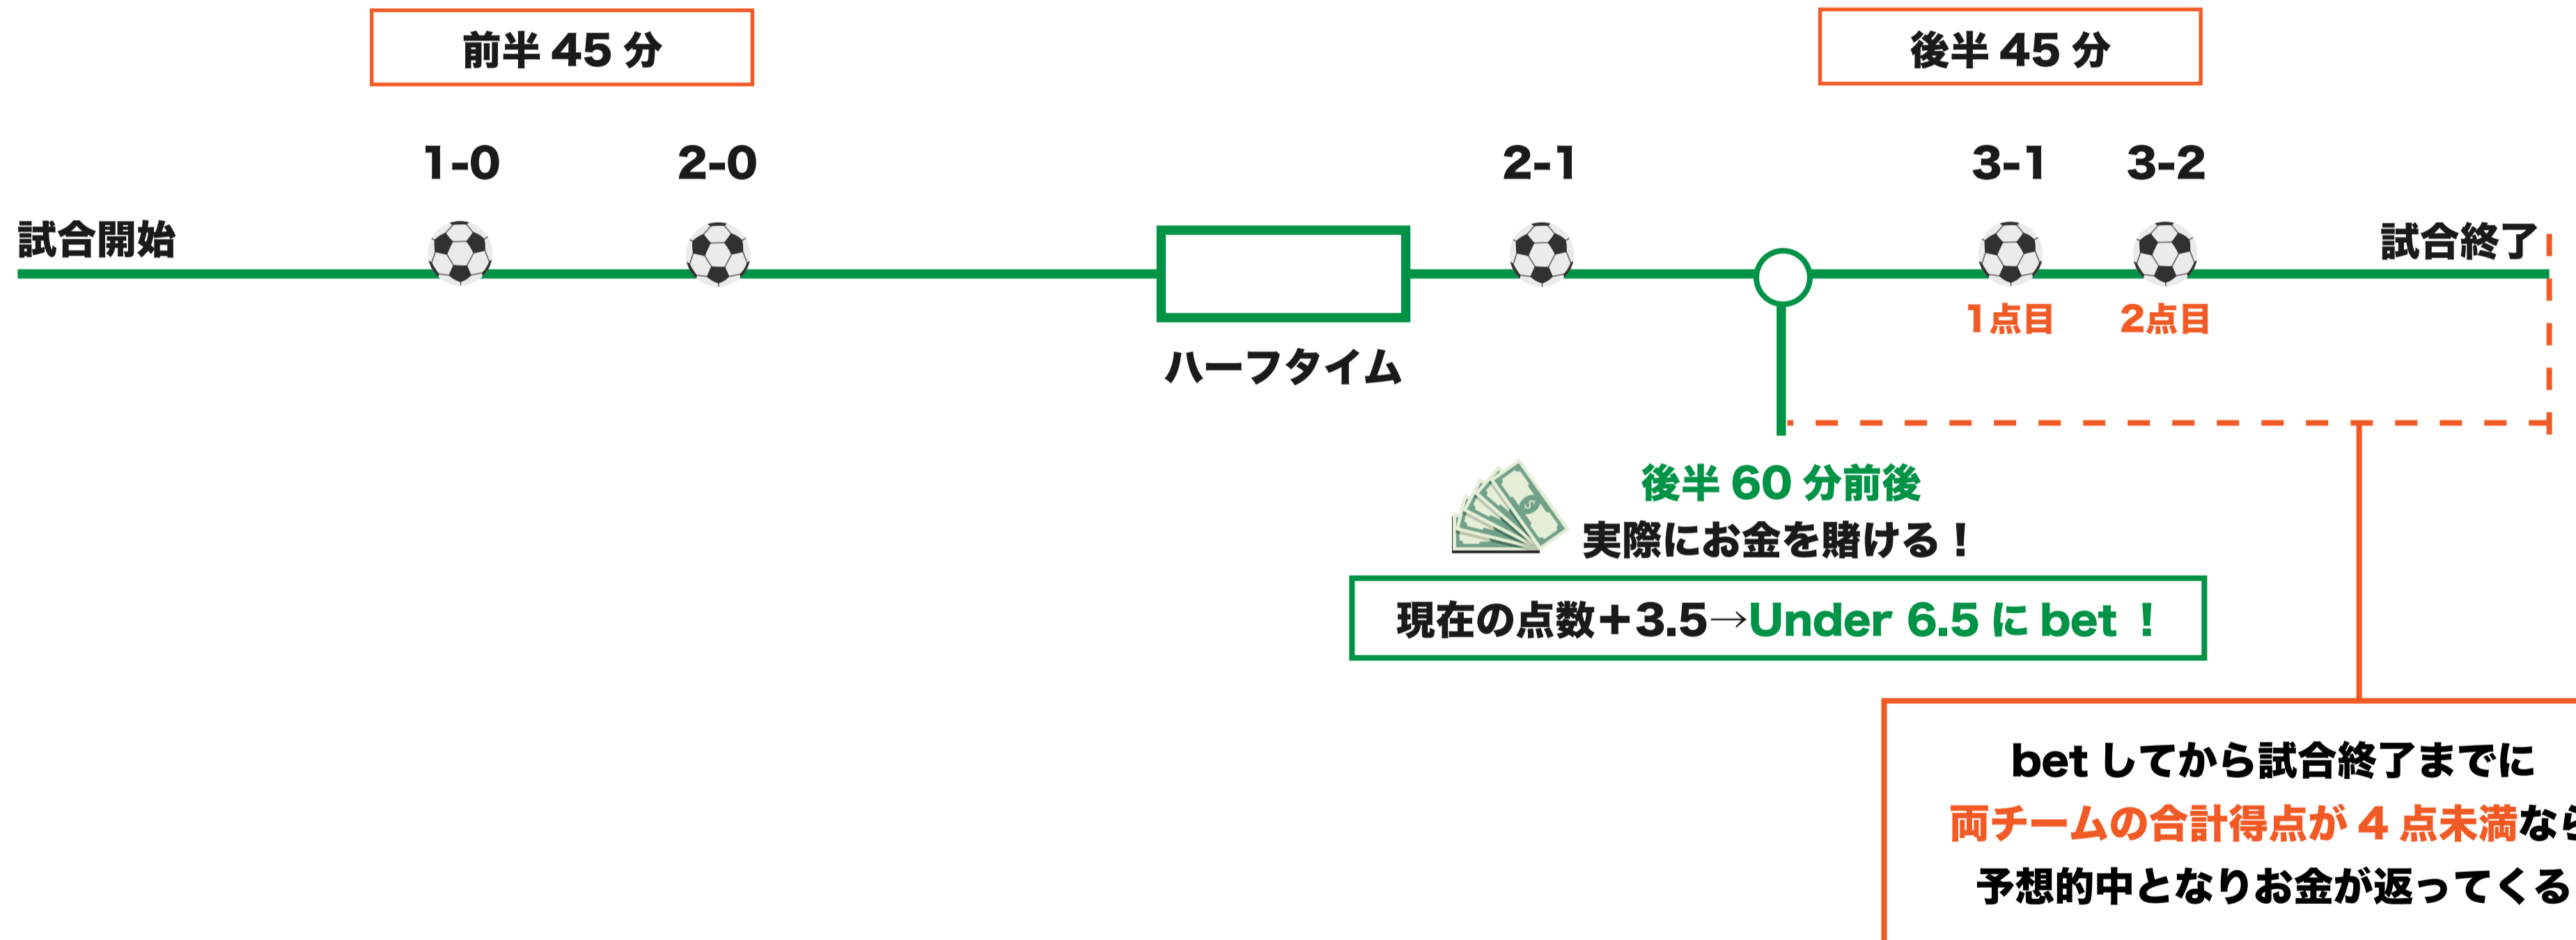 前半 45 分
後半 45 分
1-0
2-0
2-1
3-1
3-2
試合開始
試合終了
1点目
2点目
ハーフタイム
後半 60 分前後
実際にお金を賭ける！
現在の点数＋3.5→Under 6.5 に bet ！
bet してから試合終了までに
両チームの合計得点が 4 点未満なら
予想的中となりお金が返ってくる